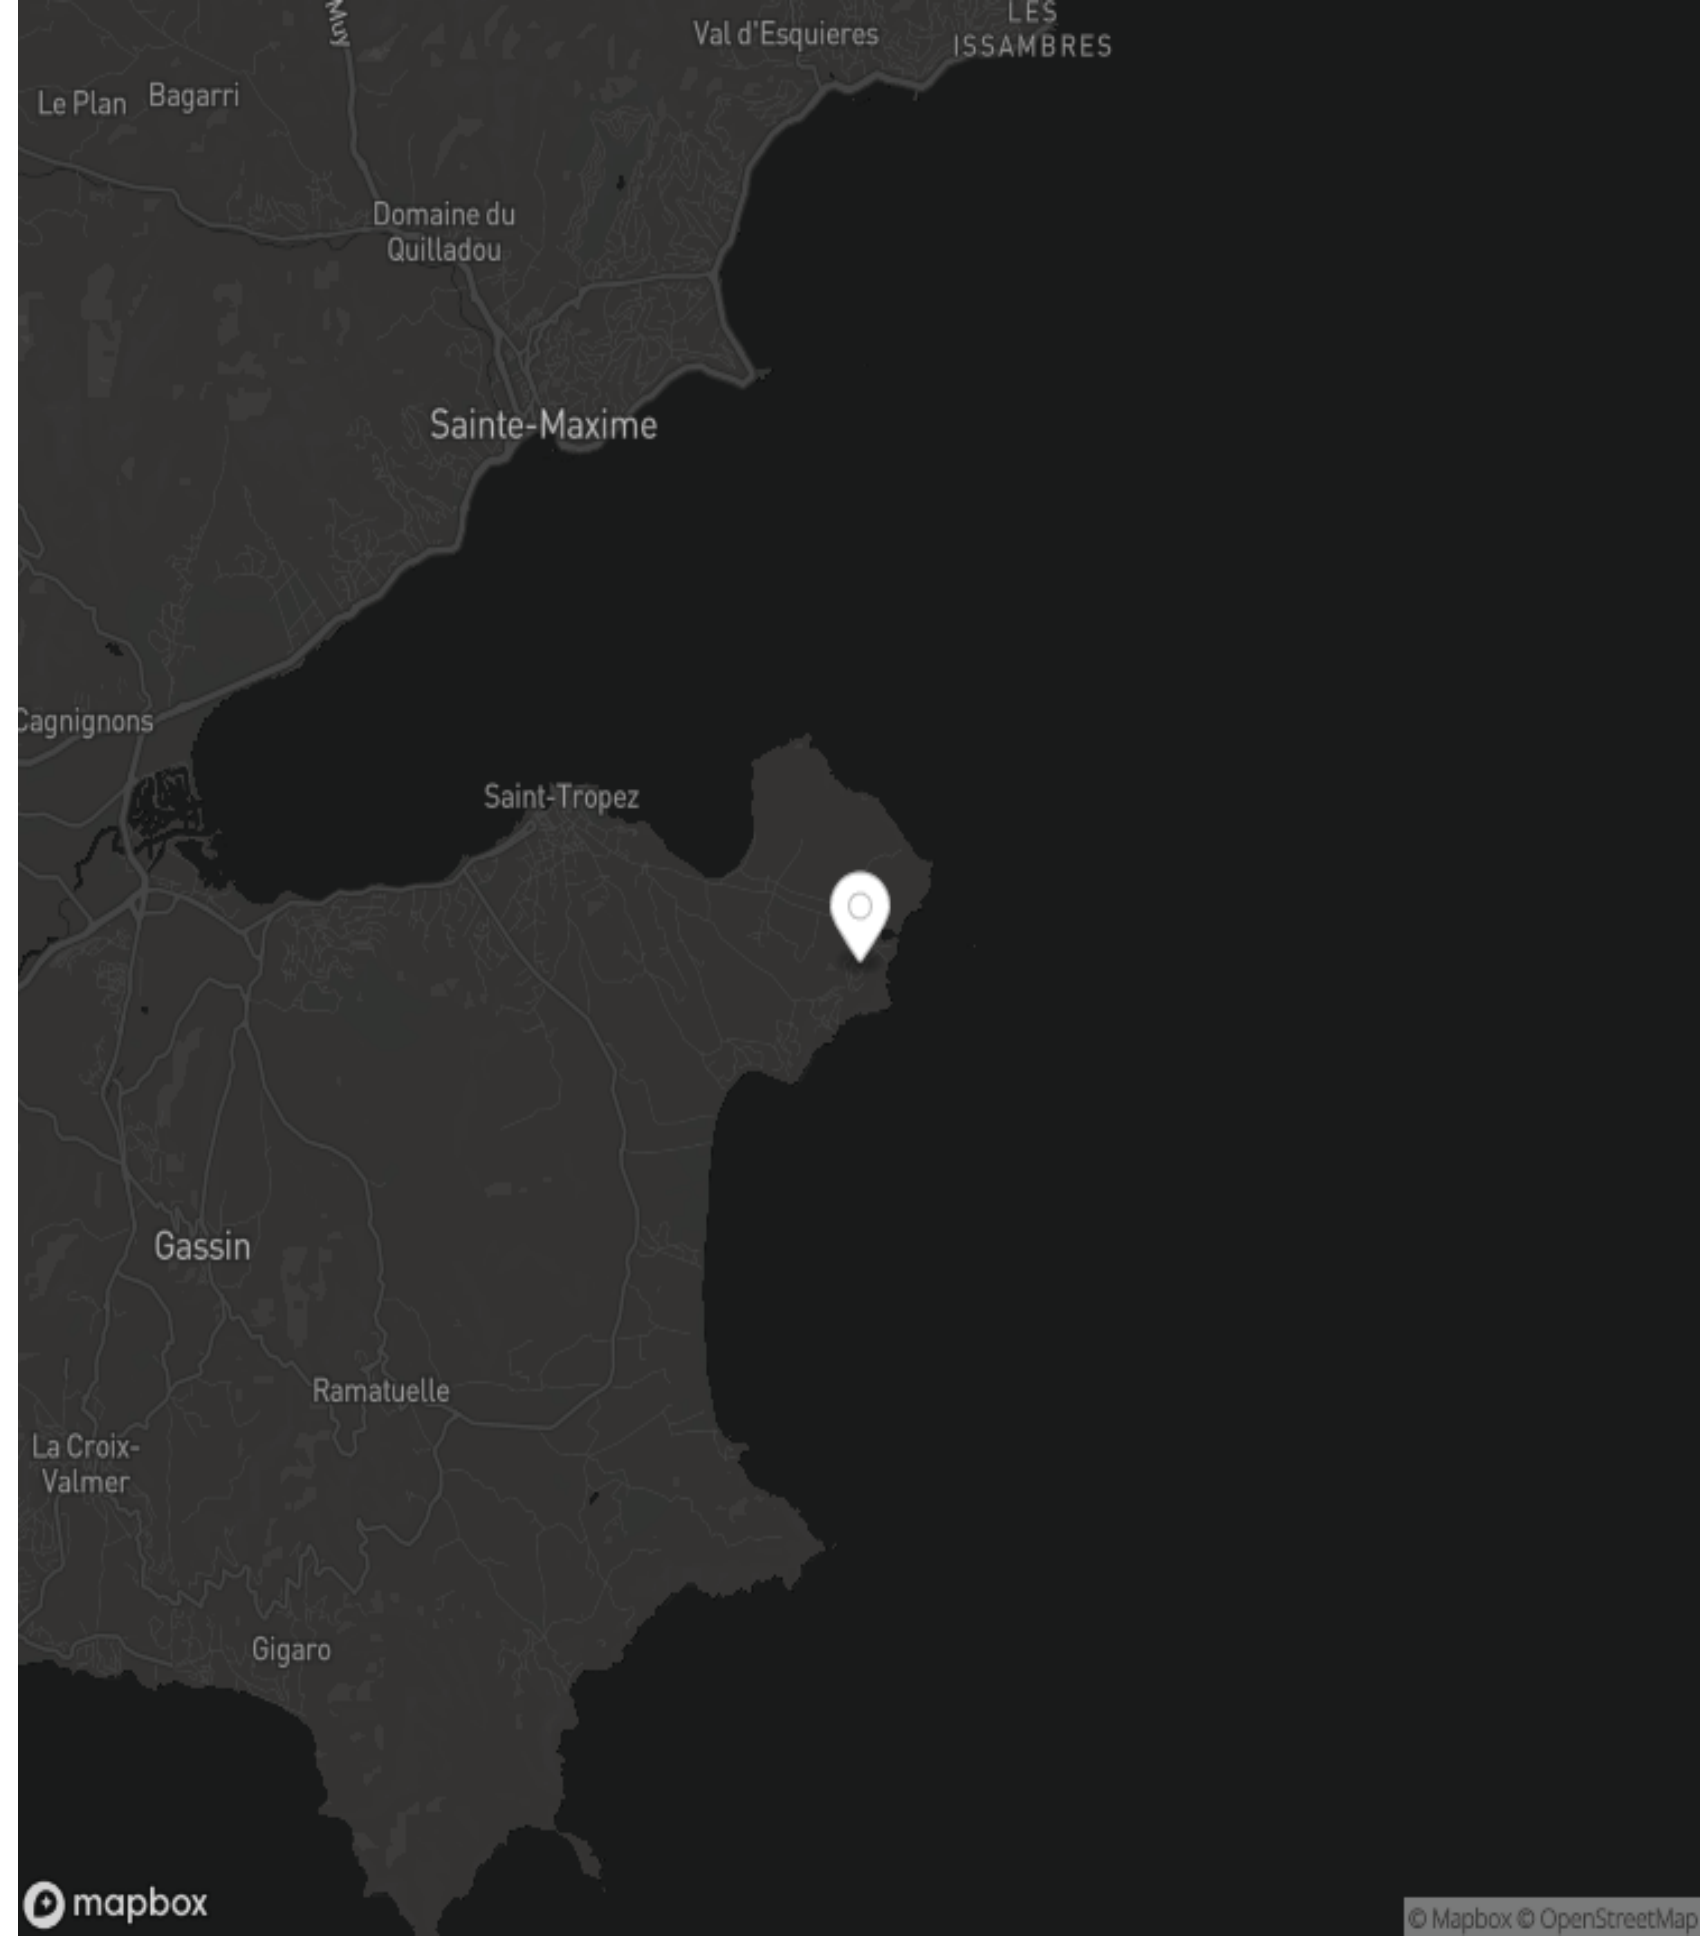 Muy
Val d'Esquieres
LES
ISSAMBRES
Le Plan
Bagarri
Domaine du
Quilladou
Sainte-Maxime
Cagnignons
Saint-Tropez
Gassin
Ramatuelle
La Croix-
Valmer
Gigaro
mapbox
© Mapbox © OpenStreetMap